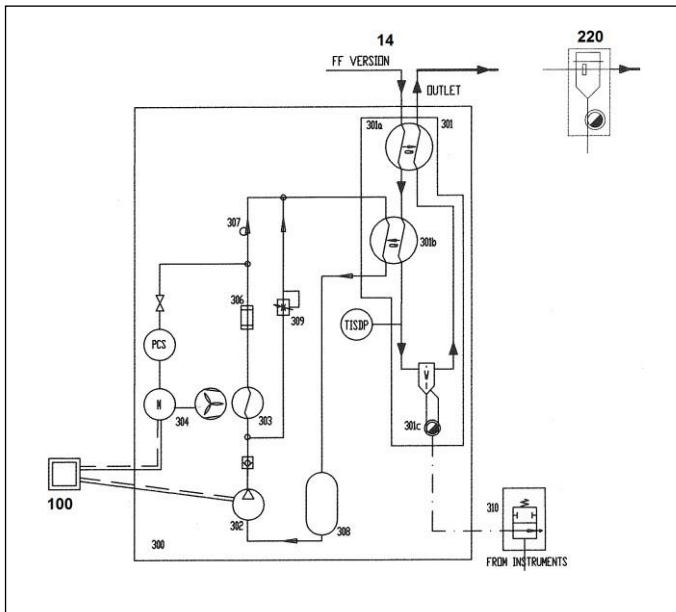 14
220
FF VERSION
OUTLET
301a
301
307
301b
306
309
TISDP
PCS
M
304
303
301c
100
302
308
310
300
FROM INSTRUMENTS